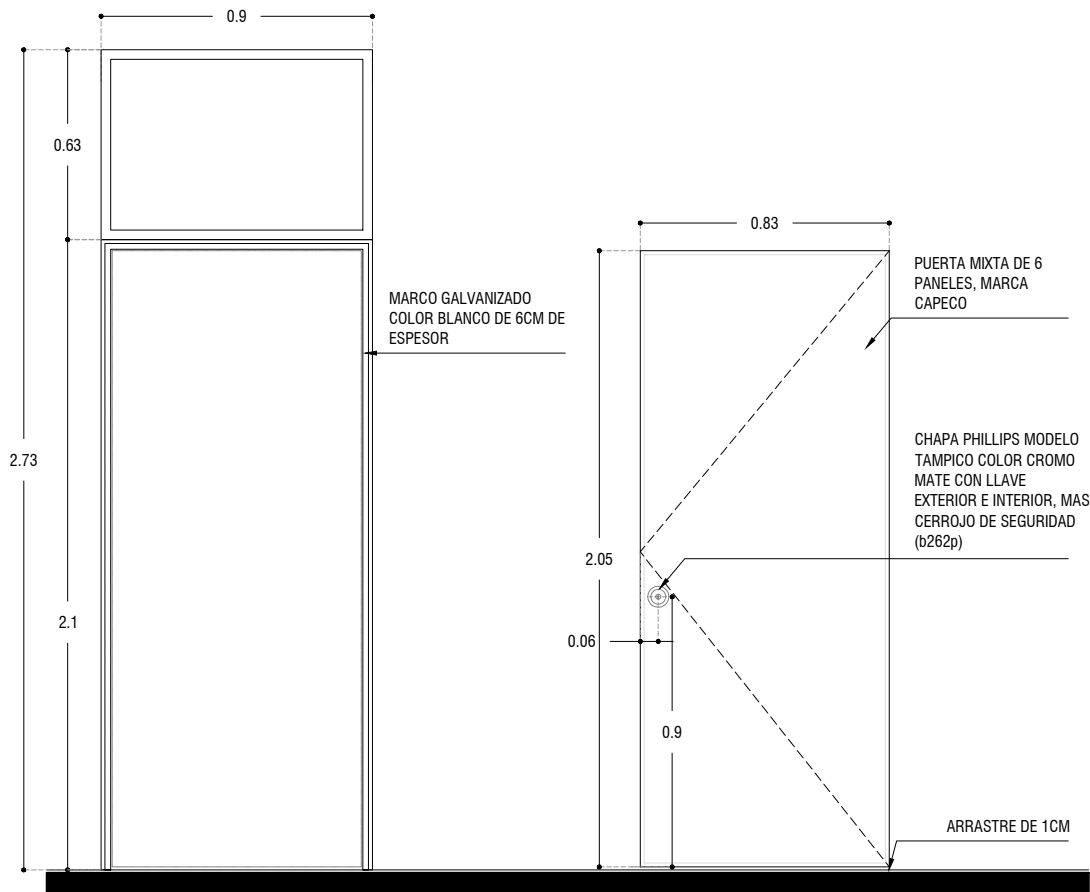 0.9
0.63
2.73
2.1
MARCO GALVANIZADO
COLOR BLANCO DE 6CM DE
ESPESOR
0.83
2.05
0.06
0.9
PUERTA MIXTA DE 6
PANELES, MARCA
CAPECO
CHAPA PHILLIPS MODELO
TAMPICO COLOR CROMO
MATE CON LLAVE
EXTERIOR E INTERIOR, MAS
CERROJO DE SEGURIDAD
(b262p)
ARRASTRE DE 1CM